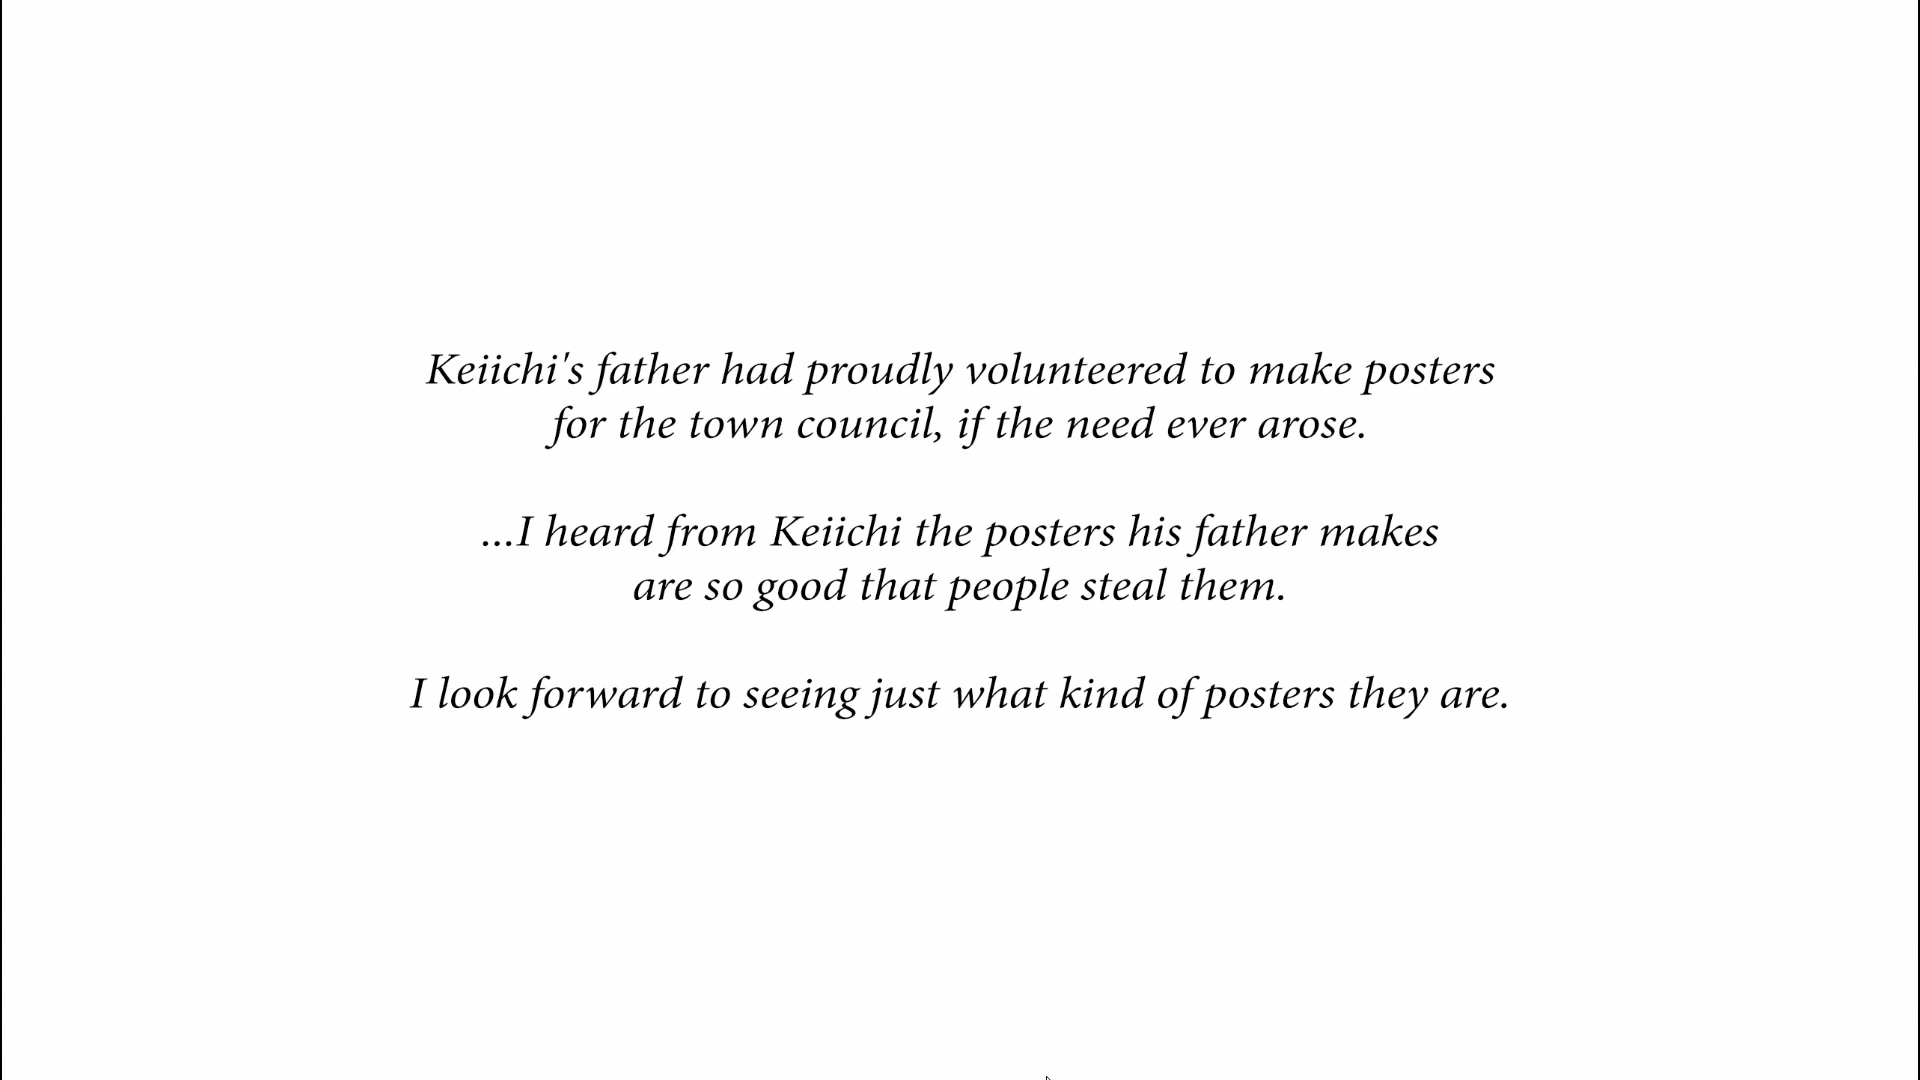 Keiichi's father had proudly volunteered to make posters
for the town council, if the need ever arose.
...I heard from Keiichi the posters his father makes
are so good that people steal them.
I look forward to seeing just what kind of posters they are.